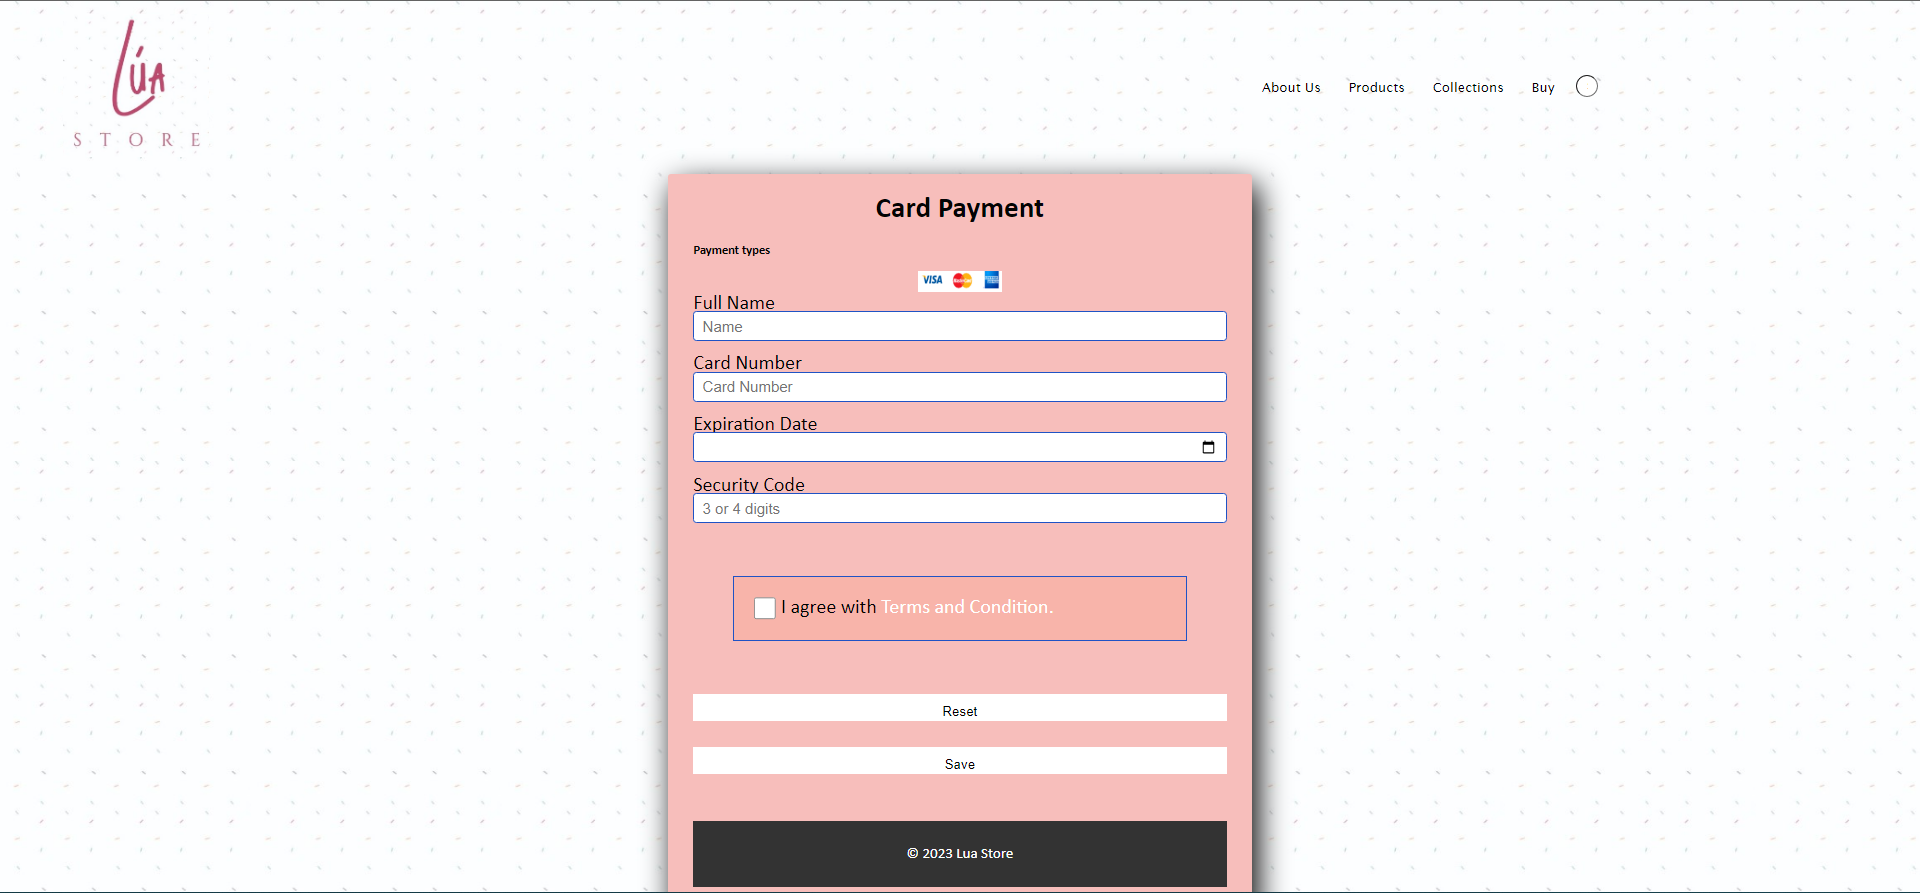 LÚA
STORE
About Us Products Collections Buy
Card Payment
Payment types
VISA
Full Name
Name
Card Number
Card Number
Expiration Date
Security Code
3 or 4 digits
I agree with Terms and Condition.
Reset
Save
© 2023 Lua Store